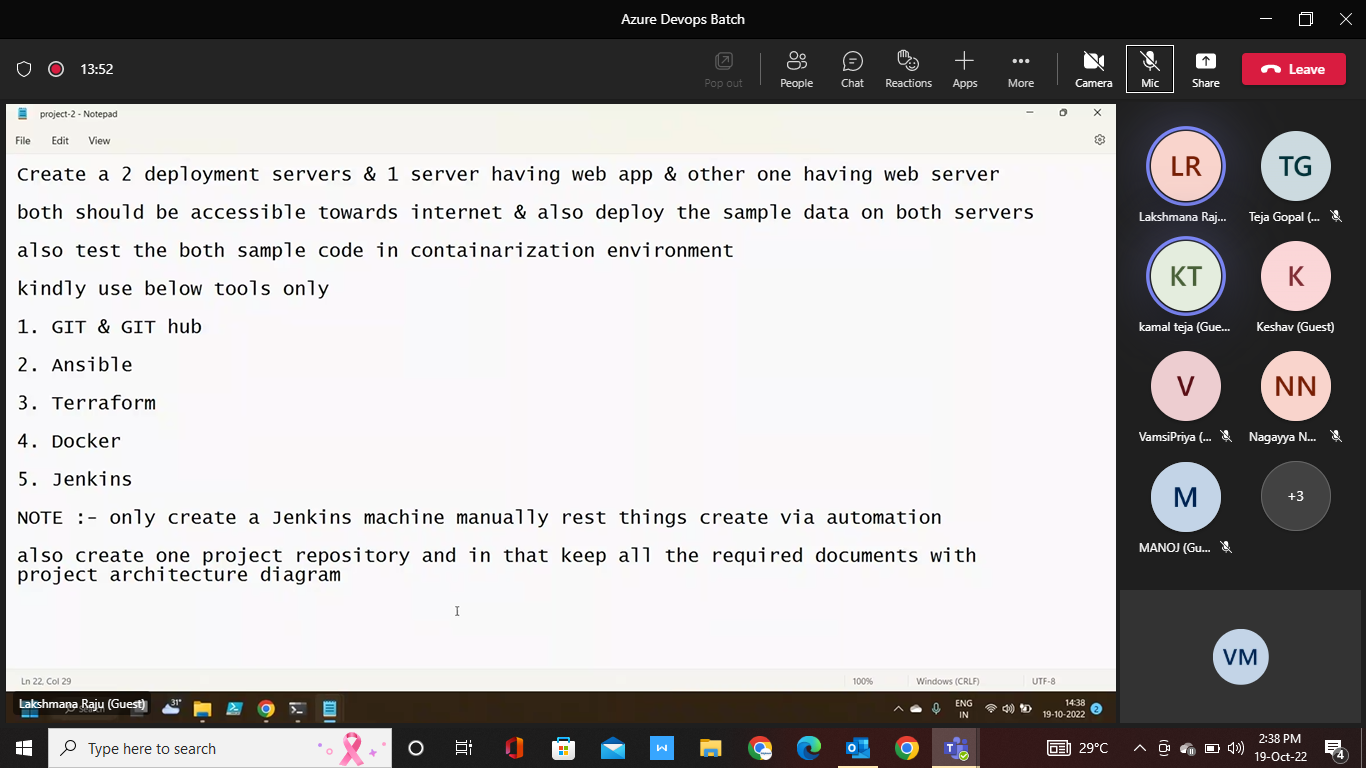 Azure Devops Batch
13:52
Pop out
People
Chat
Reactions
Apps
More
Camera
Mic
Share
Leave
project-2 - Notepad
File Edit View
Create a 2 deployment servers & 1 server having web app & other one having web server
both should be accessible towards internet & also deploy the sample data on both servers
also test the both sample code in containarization environment
kindly use below tools only
1. GIT & GIT hub
2. Ansible
3. Terraform
4. Docker
5. Jenkins
NOTE :- only create a Jenkins machine manually rest things create via automation
also create one project repository and in that keep all the required documents with
project architecture diagram
Ln 22, Col 29
100%
Windows (CRLF)
UTF-8
Lakshmana Raju (Guest)
31°
ENG
IN
14:38
19-10-2022
2
LR
Lakshmana Raj...
TG
Teja Gopal (...
KT
kamal teja (Gue...
K
Keshav (Guest)
V
VamsiPriya (...
NN
Nagayya N...
M
MANOJ (Gu...
+3
VM
Type here to search
W
29°C
2:38 PM
19-Oct-22
4